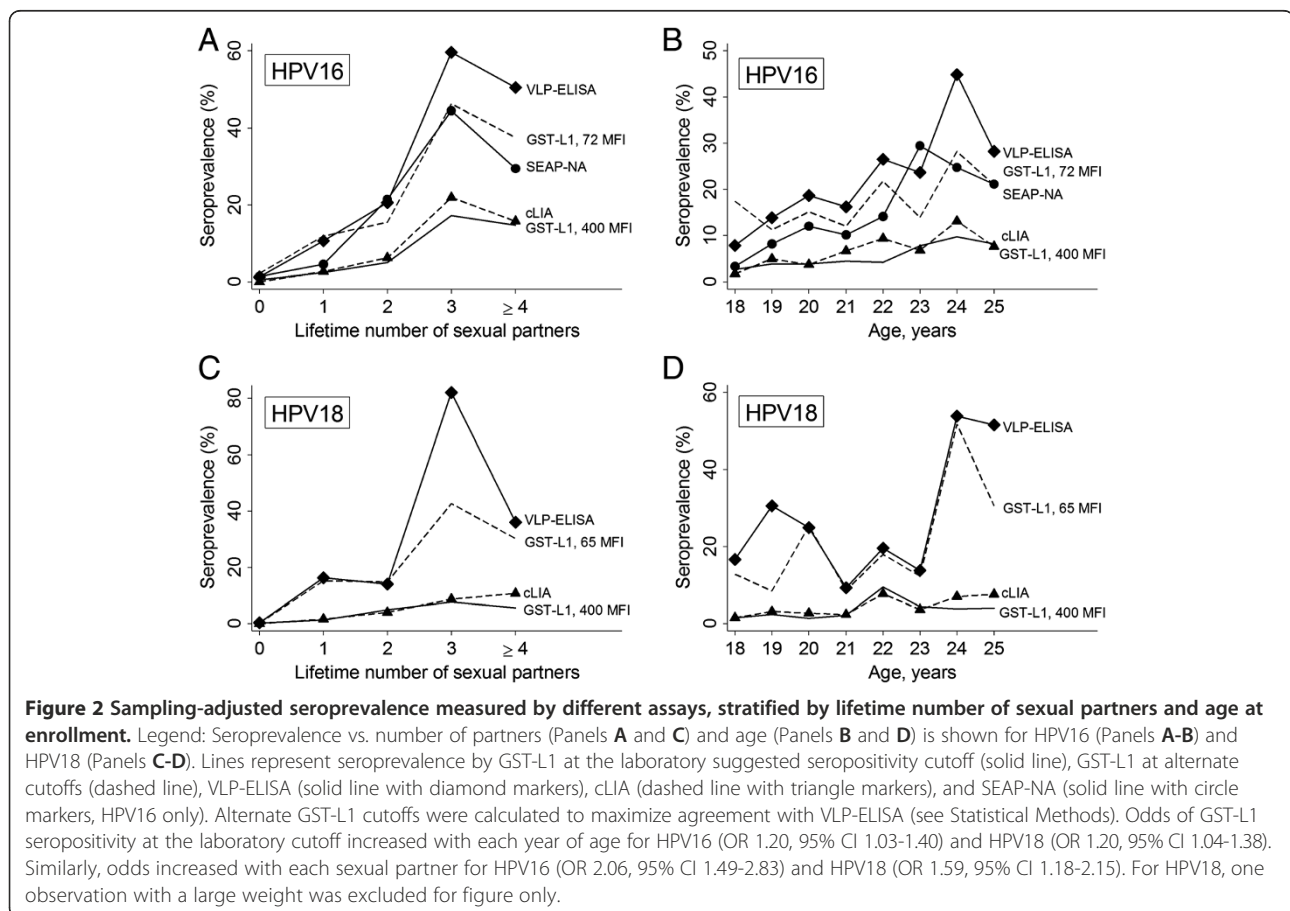 A
HPV16
Seroprevalence (%)
60
40
20
0
VLP-ELISA
GST-L1, 72 MFI
SEAP-NA
cLIA
GST-L1, 400 MFI
0 1 2 3 ≥ 4
Lifetime number of sexual partners
B
HPV16
Seroprevalence (%)
50
40
30
20
10
0
VLP-ELISA
GST-L1, 72 MFI
SEAP-NA
cLIA
GST-L1, 400 MFI
18 19 20 21 22 23 24 25
Age, years
C
HPV18
Seroprevalence (%)
80
60
40
20
0
VLP-ELISA
GST-L1, 65 MFI
cLIA
GST-L1, 400 MFI
0 1 2 3 ≥ 4
Lifetime number of sexual partners
D
HPV18
Seroprevalence (%)
60
40
20
0
VLP-ELISA
GST-L1, 65 MFI
cLIA
GST-L1, 400 MFI
18 19 20 21 22 23 24 25
Age, years
Figure 2 Sampling-adjusted seroprevalence measured by different assays, stratified by lifetime number of sexual partners and age at
enrollment. Legend: Seroprevalence vs. number of partners (Panels A and C) and age (Panels B and D) is shown for HPV16 (Panels A-B) and
HPV18 (Panels C-D). Lines represent seroprevalence by GST-L1 at the laboratory suggested seropositivity cutoff (solid line), GST-L1 at alternate
cutoffs (dashed line), VLP-ELISA (solid line with diamond markers), cLIA (dashed line with triangle markers), and SEAP-NA (solid line with circle
markers, HPV16 only). Alternate GST-L1 cutoffs were calculated to maximize agreement with VLP-ELISA (see Statistical Methods). Odds of GST-L1
seropositivity at the laboratory cutoff increased with each year of age for HPV16 (OR 1.20, 95% CI 1.03-1.40) and HPV18 (OR 1.20, 95% CI 1.04-1.38).
Similarly, odds increased with each sexual partner for HPV16 (OR 2.06, 95% CI 1.49-2.83) and HPV18 (OR 1.59, 95% CI 1.18-2.15). For HPV18, one
observation with a large weight was excluded for figure only.